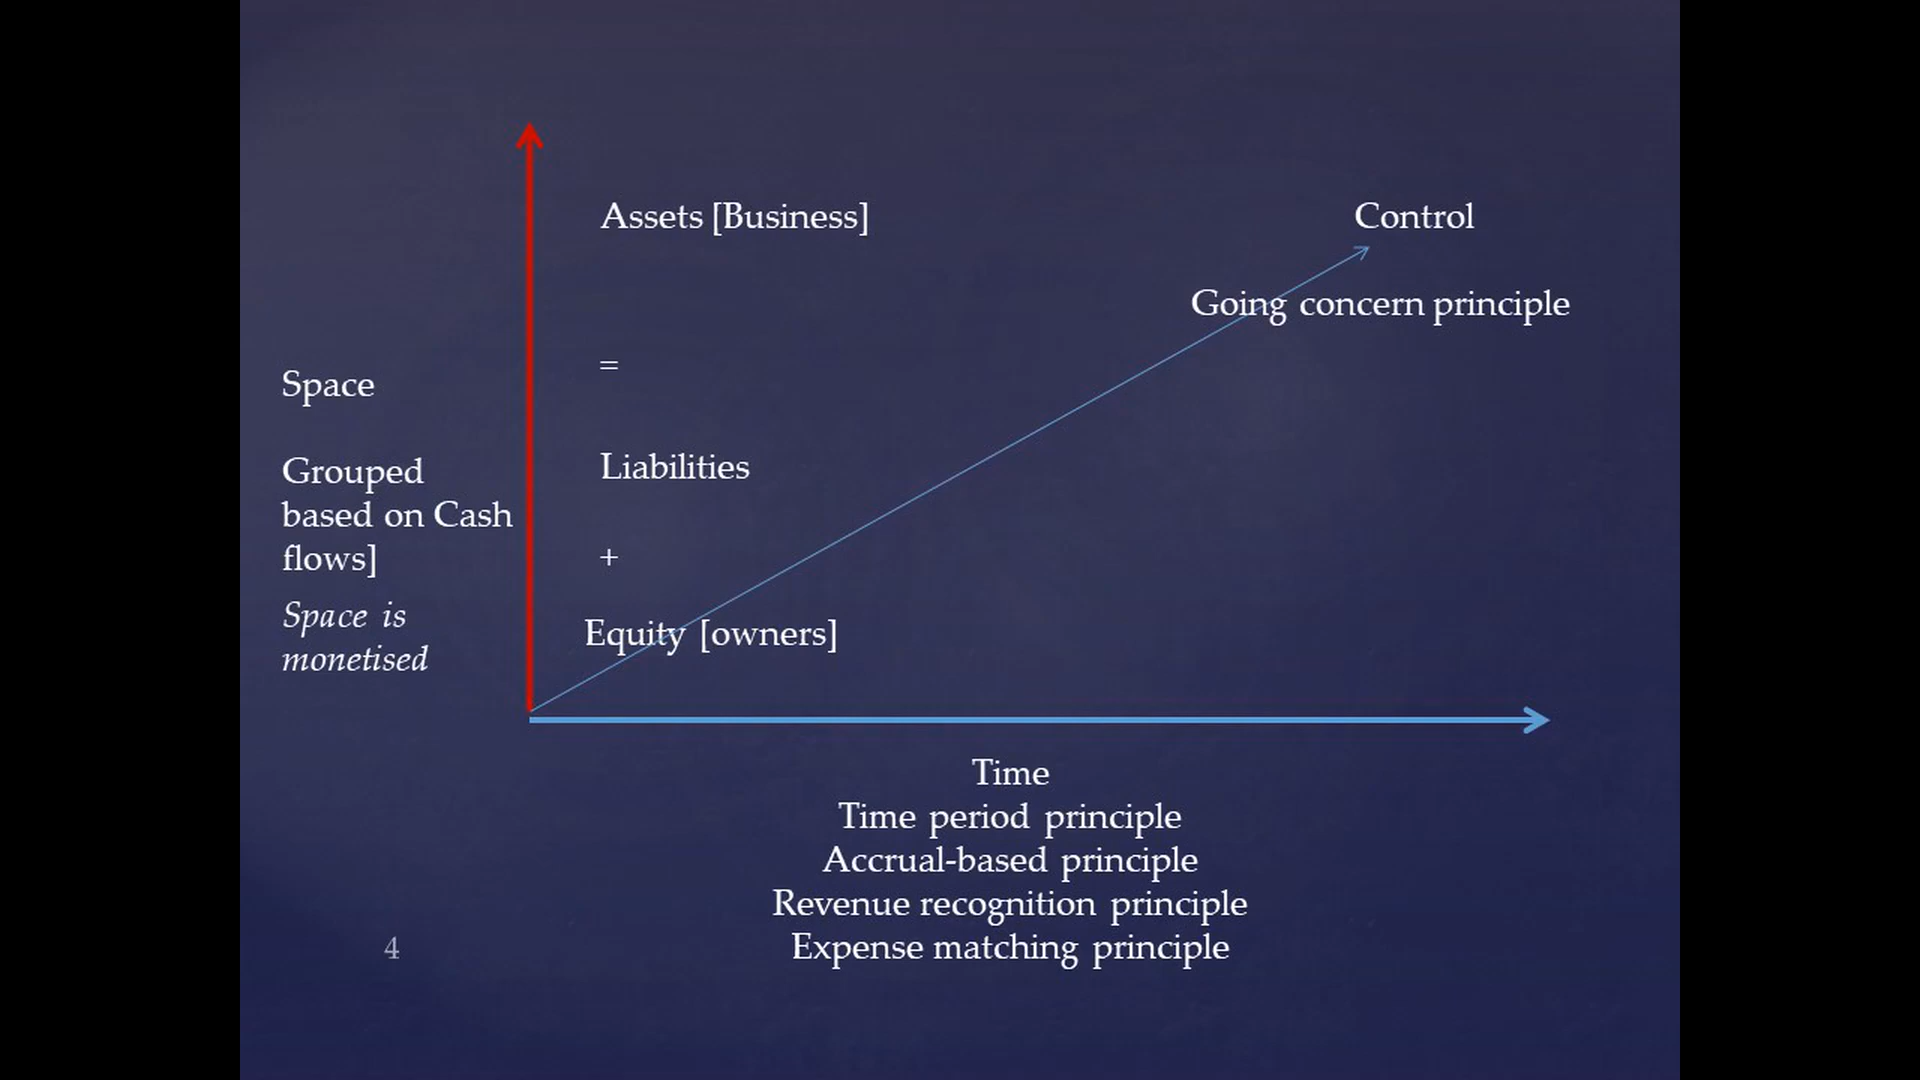 Assets [Business]
Control
Going concern principle
=
Space
Liabilities
Grouped
based on Cash
flows]
+
Space is
monetised
Equity [owners]
Time
Time period principle
Accrual-based principle
Revenue recognition principle
Expense matching principle
4